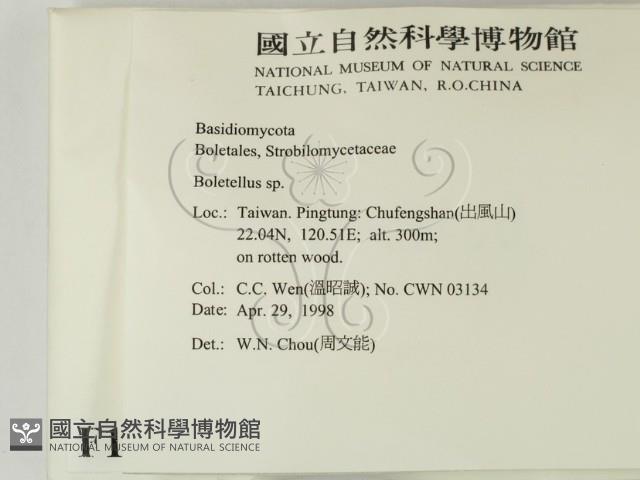 國立自然科學博物館
NATIONAL MUSEUM OF NATURAL SCIENCE
TAICHUNG, TAIWAN, R.O.CHINA
Basidiomycota
Boletales, Strobilomycetaceae
Boletellus sp.
Loc.: Taiwan. Pingtung: Chufengshan(出風山)
22.04N, 120.51E; alt. 300m;
on rotten wood.
Col.: C.C. Wen(溫昭誠); No. CWN 03134
Date: Apr. 29, 1998
Det.: W.N. Chou(周文能)
國立自然科學博物館
NATIONAL MUSEUM OF NATURAL SCIENCE